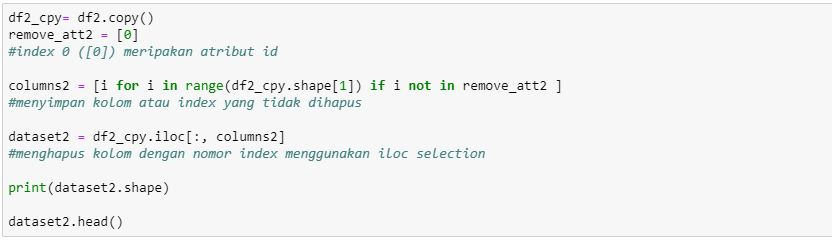 df2_cpy= df2.copy()
remove_att2 = [0]
#index 0 ([0]) meripakan atribut id
columns2 = [i for i in range(df2_cpy.shape[1]) if i not in remove_att2 ]
#menyimpan kolom atau index yang tidak dihapus
dataset2 = df2_cpy.iloc[:, columns2]
#menghapus kolom dengan nomor index menggunakan iloc selection
print(dataset2.shape)
dataset2.head()